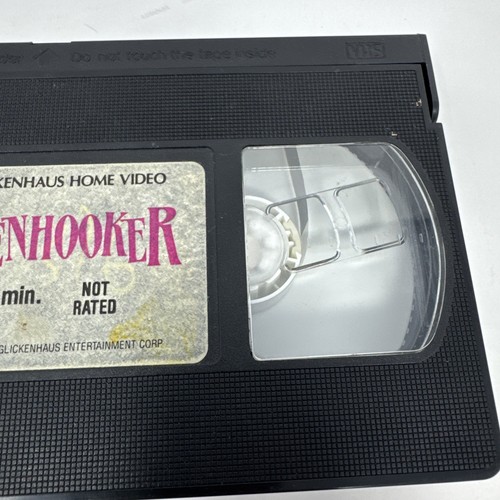 Do not touch the tape inside
VHS
KENHAUS HOME VIDEO
ENHOOKER
min.
NOT
RATED
GLICKENHAUS ENTERTAINMENT CORP